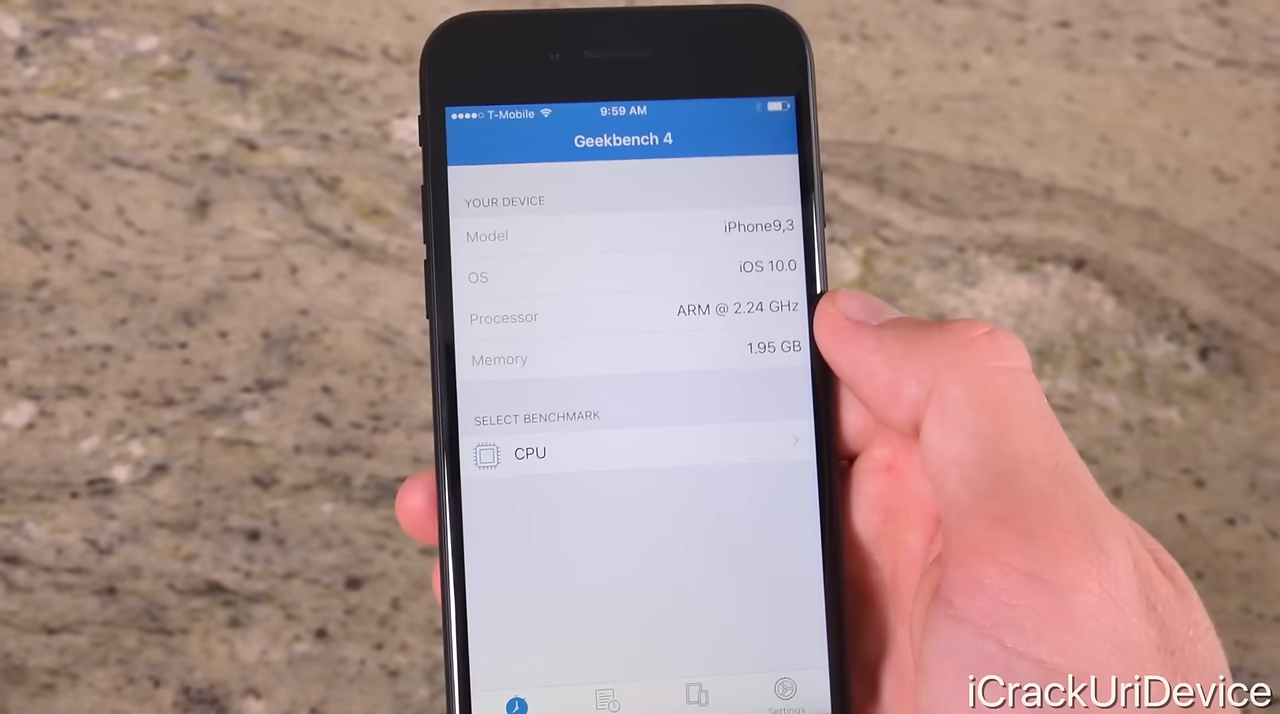 T-Mobile 9:59 AM
Geekbench 4
YOUR DEVICE
Model iPhone9,3
OS iOS 10.0
Processor ARM @ 2.24 GHz
Memory 1.95 GB
SELECT BENCHMARK
CPU
Settings
iCrackUriDevice